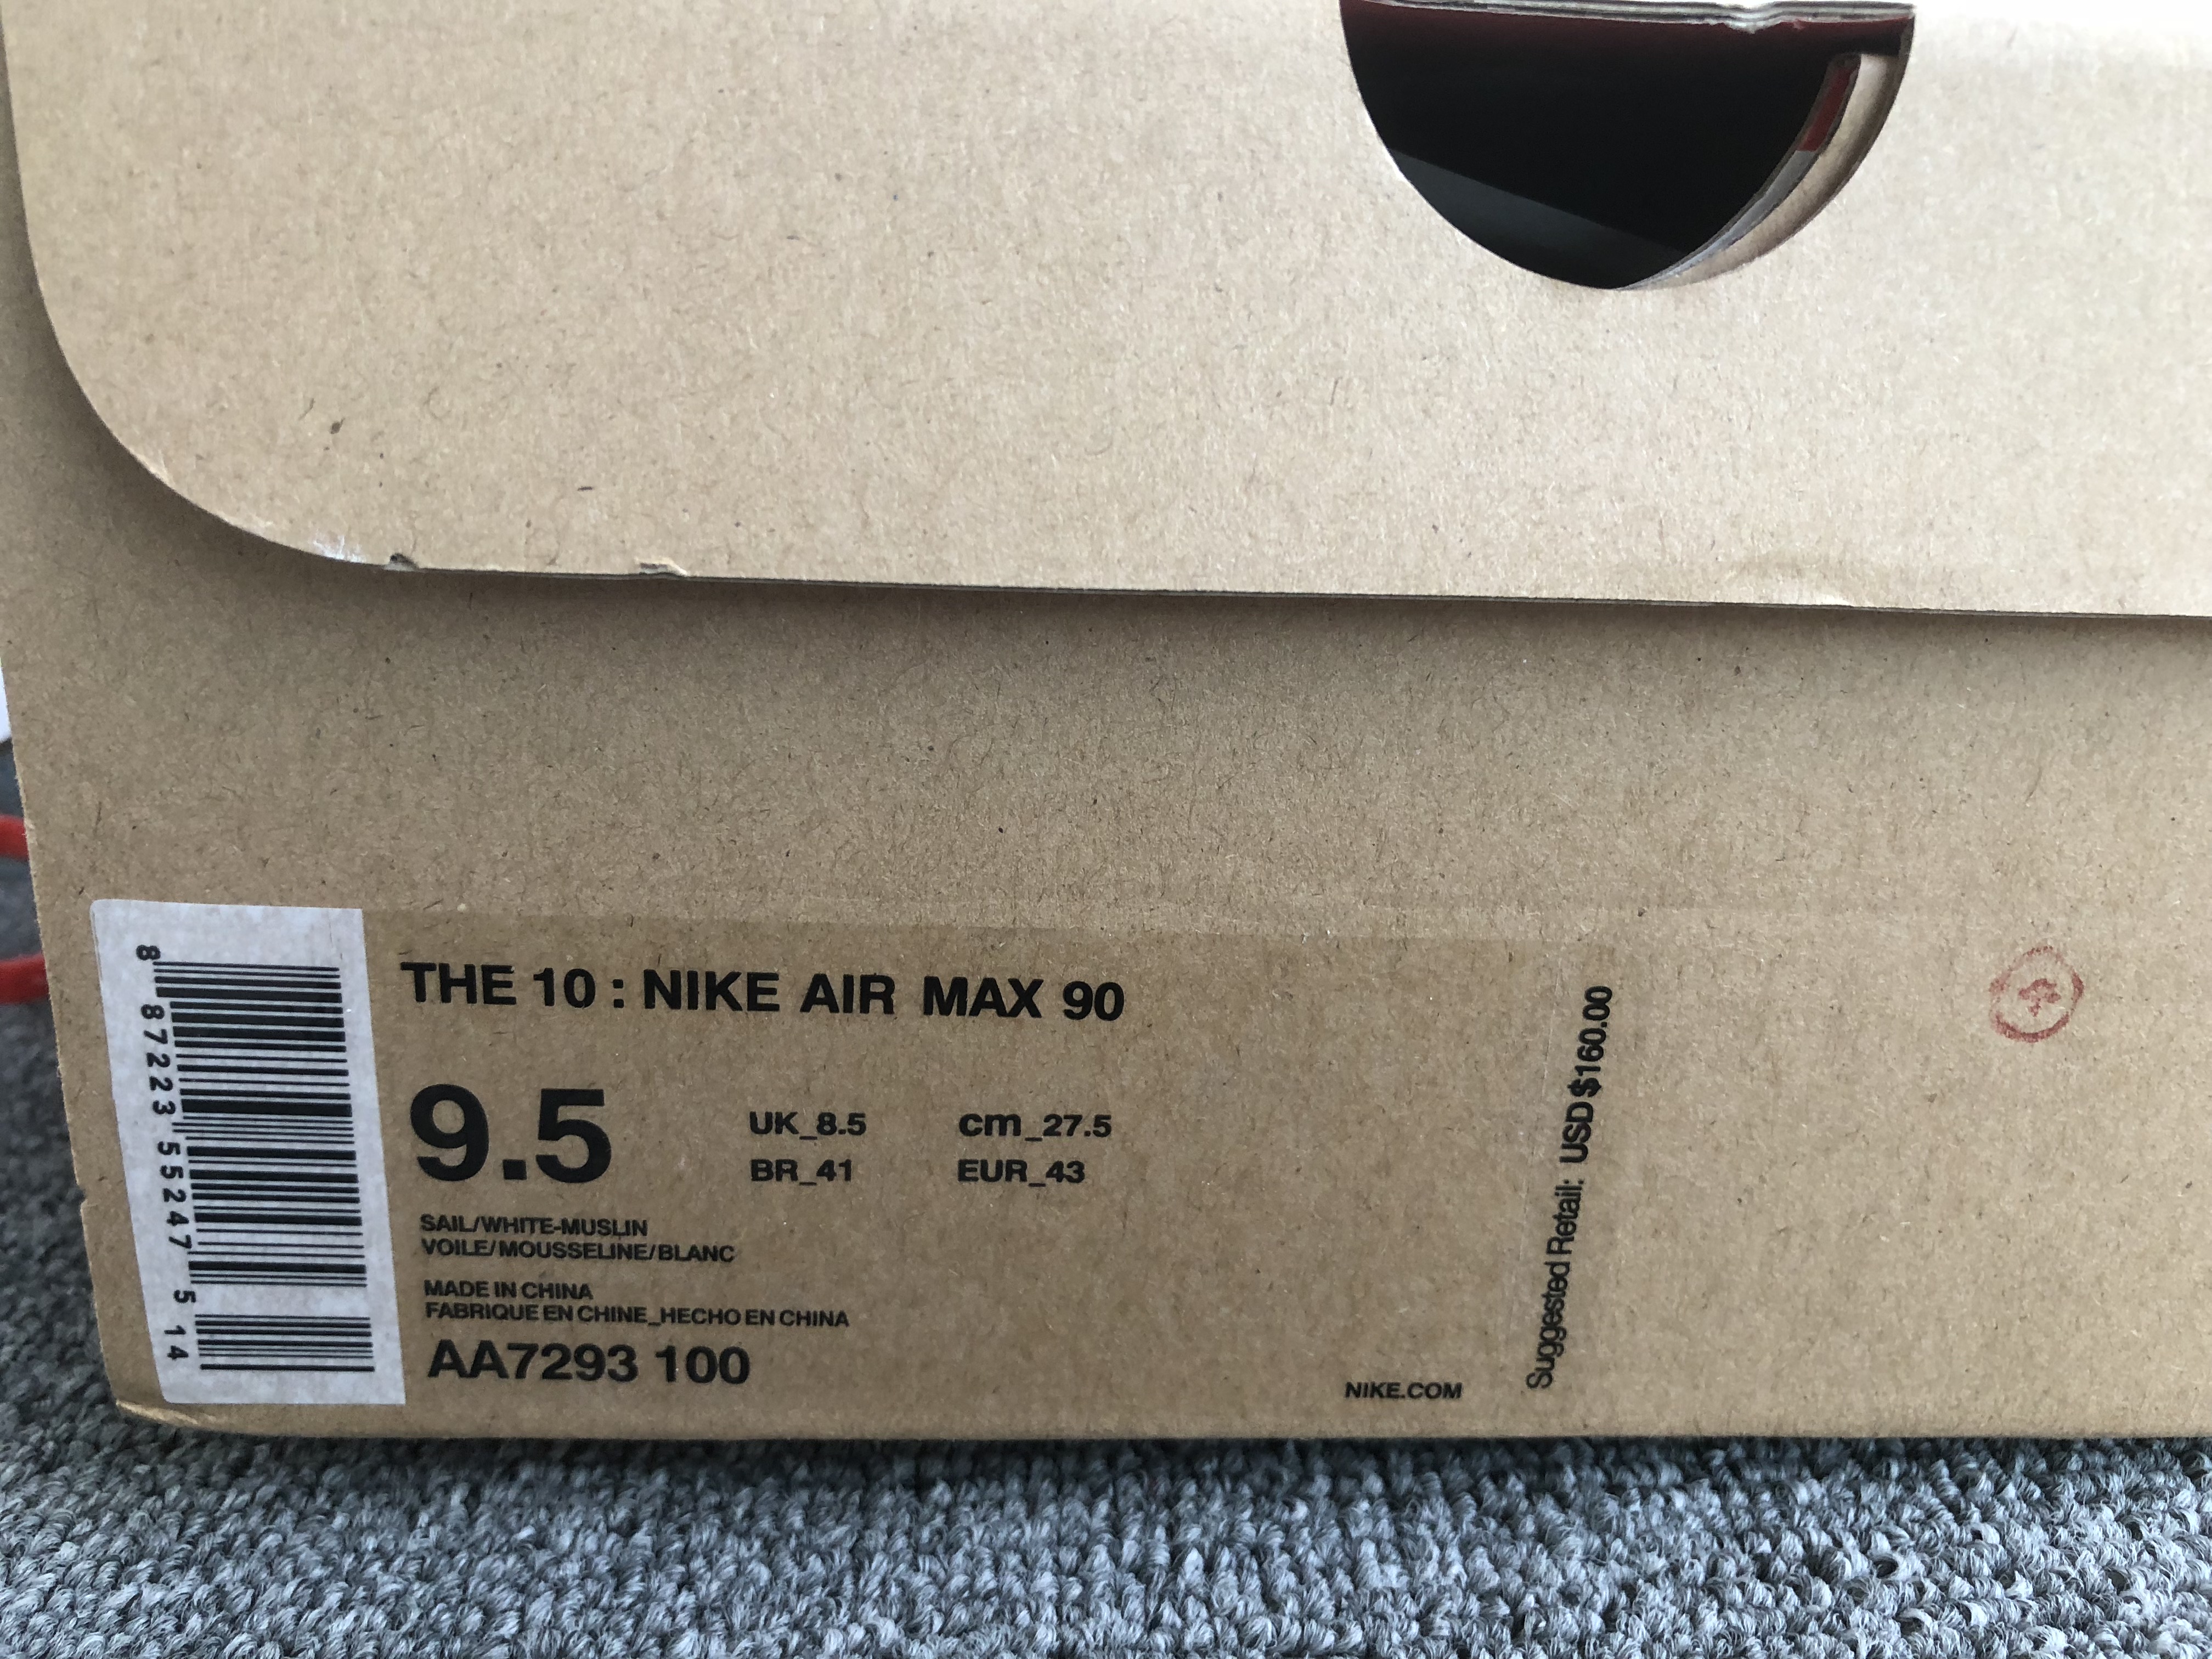 THE 10 : NIKE AIR MAX 90
9.5
UK_8.5 cm_27.5
BR_41 EUR_43
SAIL/WHITE-MUSLIN
VOILE/MOUSSELINE/BLANC
MADE IN CHINA
FABRIQUE EN CHINE_HECHO EN CHINA
AA7293 100
NIKE.COM
Suggested Retail: USD$160.00
8 87223 55247 5 14